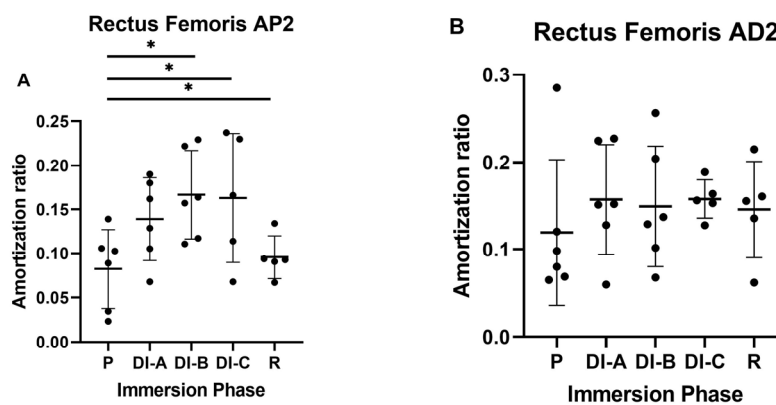 Rectus Femoris AP2
*
*
*
A
0.25
0.20
0.15
0.10
0.05
0.00
Amortization ratio
P DI-A DI-B DI-C R
Immersion Phase
B
Rectus Femoris AD2
0.3
0.2
0.1
0.0
Amortization ratio
P DI-A DI-B DI-C R
Immersion Phase